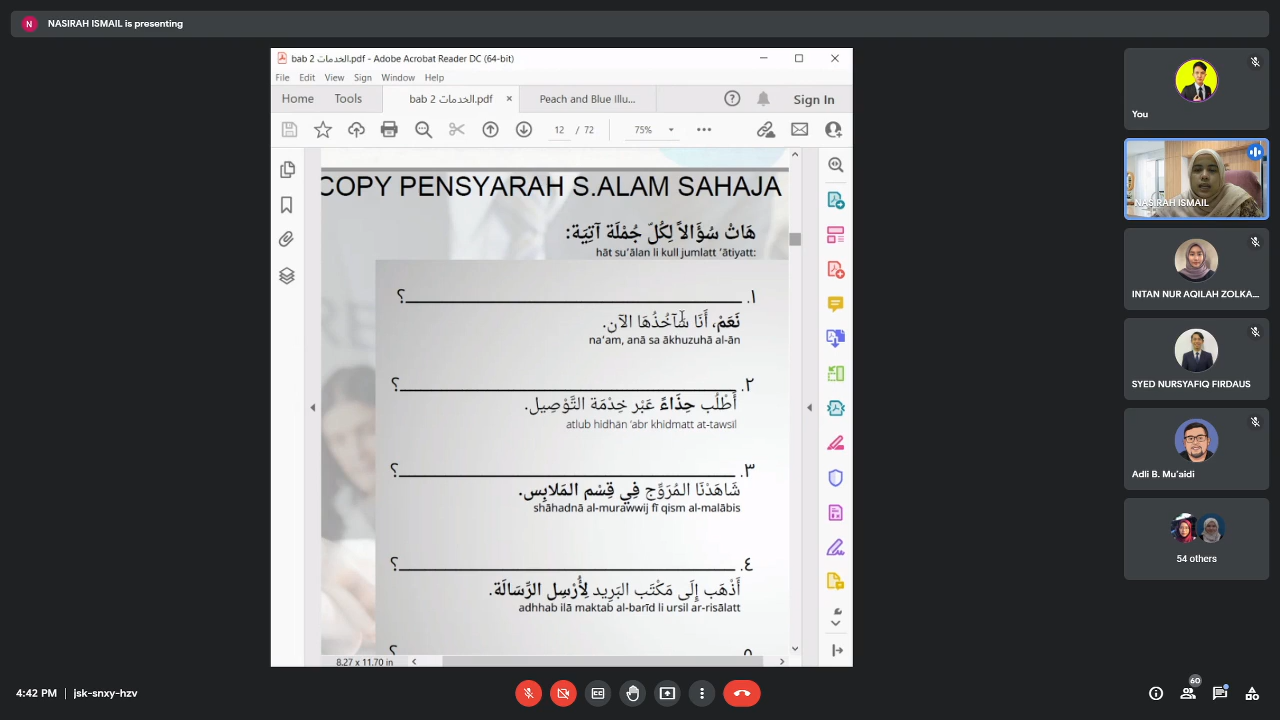 NASIRAH ISMAIL is presenting
N
bab 2 الخدمات.pdf - Adobe Acrobat Reader DC (64-bit)
File Edit View Sign Window Help
Home Tools bab 2 الخدمات.pdf × Peach and Blue Illu... Sign In
12 / 72 75%
COPY PENSYARAH S.ALAM SAHAJA
هَاتْ سُؤَالاً لِكُلّ جُمْلَة آتِيَة:
hāt su’ālan li kull jumlatt ‘ātiyatt:
١. ؟
نَعَمْ، أَنَا سَآخُذُهَا الآن.
na’am, anā sa ākhuzuhā al-ān
٢. ؟
أَطْلُب حِذَاءً عَبْر خِدْمَة التَّوْصِيل.
atlub hidhān ‘abr khidmatt at-tawsil
٣. ؟
شَاهَدْنَا المُرَوِّج فِي قِسْم المَلابِس.
shāhadnā al-murawwij fī qism al-malābis
٤. ؟
أَذْهَب إِلَى مَكْتَب البَرِيد لِأُرْسِل الرِّسَالَة.
adhhab ilā maktab al-barīd li ursil ar-risālatt
8.27 x 11.70 in
You
NASIRAH ISMAIL
INTAN NUR AQILAH ZOLKA...
SYED NURSYAFIQ FIRDAUS
Adli B. Mu'aidi
54 others
4:42 PM | jsk-snxy-hzv
60